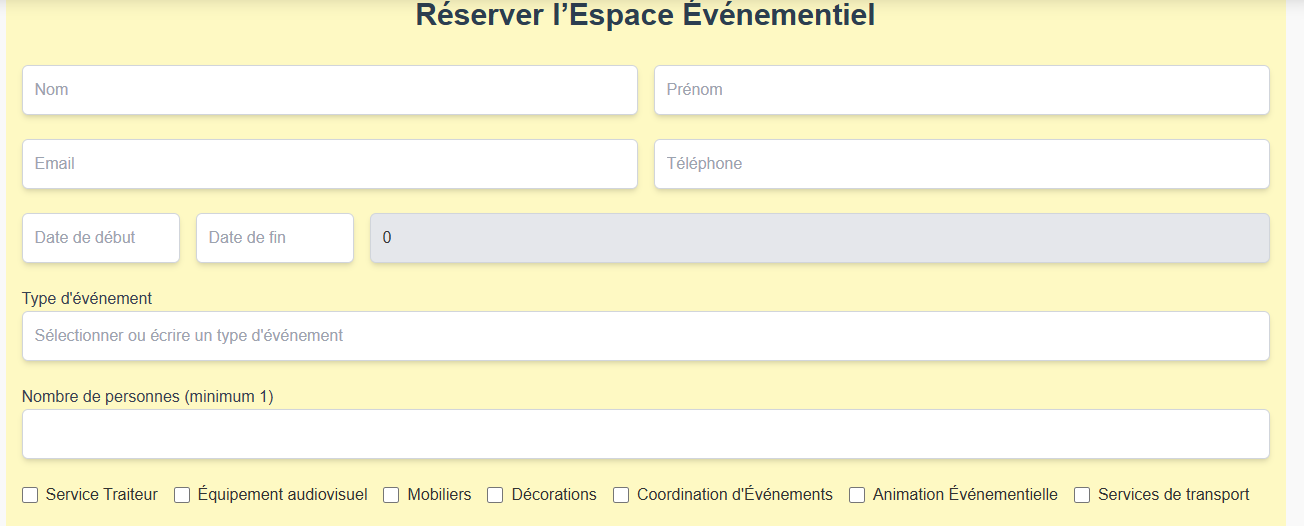 Réserver l’Espace Événementiel
Nom
Prénom
Email
Téléphone
Date de début
Date de fin
0
Type d'événement
Sélectionner ou écrire un type d'événement
Nombre de personnes (minimum 1)
Service Traiteur
Équipement audiovisuel
Mobiliers
Décorations
Coordination d'Événements
Animation Événementielle
Services de transport